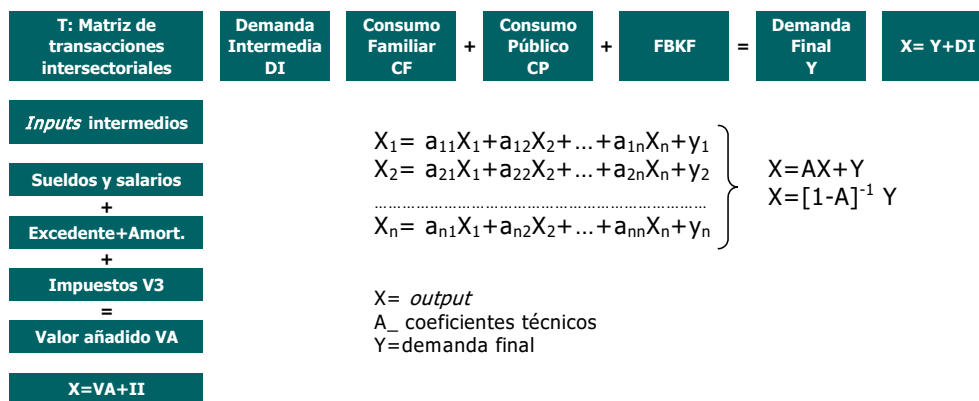 T: Matriz de
transacciones
intersectoriales
Demanda
Intermedia
DI
Consumo
Familiar
CF
+
Consumo
Público
CP
+
FBKF
=
Demanda
Final
Y
X= Y+DI
Inputs intermedios
Sueldos y salarios
+
Excedente+Amort.
+
Impuestos V3
=
Valor añadido VA
X=VA+II
X₁= a₁₁X₁+a₁₂X₂+...+a₁ₙXₙ+y₁
X₂= a₂₁X₁+a₂₂X₂+...+a₂ₙXₙ+y₂
................................................................
Xₙ= aₙ₁X₁+aₙ₂X₂+...+aₙₙXₙ+yₙ
X=AX+Y
X=[1-A]⁻¹ Y
X= output
A_ coeficientes técnicos
Y=demanda final